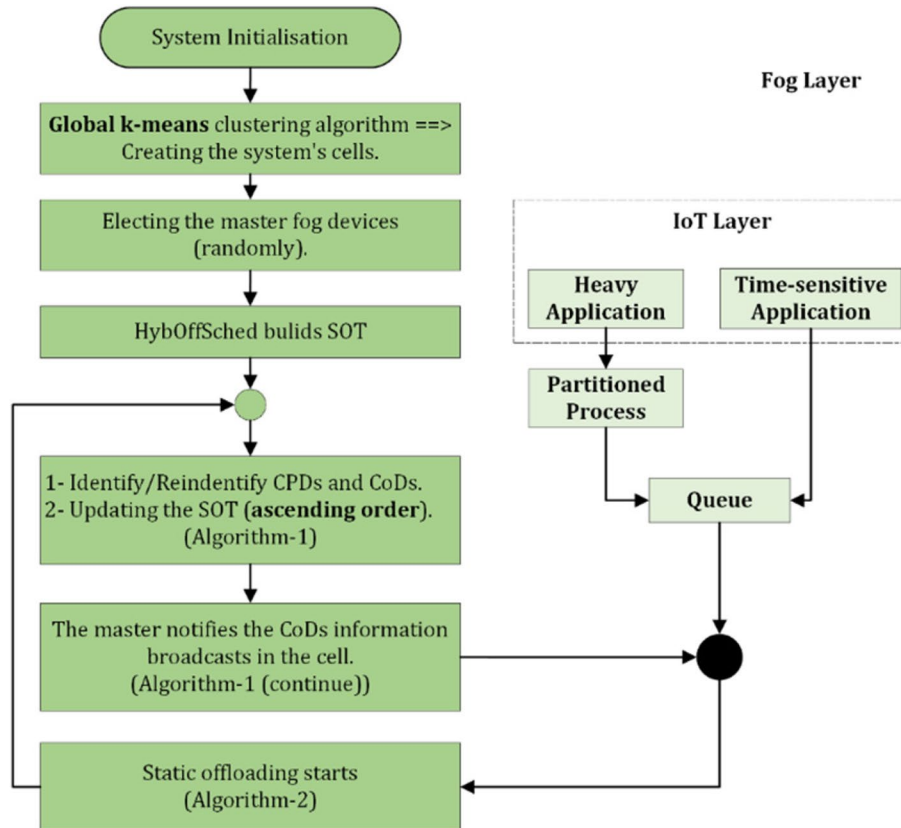 System Initialisation
Global k-means clustering algorithm ==>
Creating the system's cells.
Electing the master fog devices
(randomly).
HybOffSched bulids SOT
1- Identify/Reindentify CPDs and CoDs.
2- Updating the SOT (ascending order).
(Algorithm-1)
The master notifies the CoDs information
broadcasts in the cell.
(Algorithm-1 (continue))
Static offloading starts
(Algorithm-2)
Fog Layer
IoT Layer
Heavy
Application
Time-sensitive
Application
Partitioned
Process
Queue